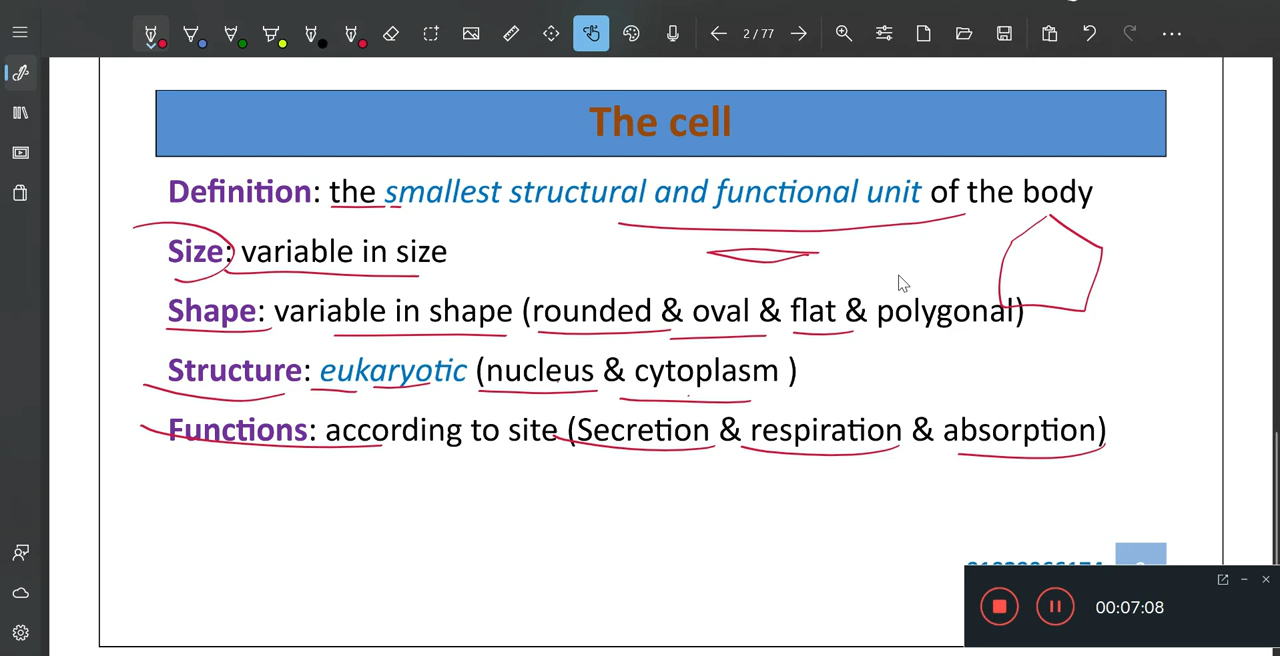 2 / 77
The cell
Definition: the smallest structural and functional unit of the body
Size: variable in size
Shape: variable in shape (rounded & oval & flat & polygonal)
Structure: eukaryotic (nucleus & cytoplasm )
Functions: according to site (Secretion & respiration & absorption)
00:07:08